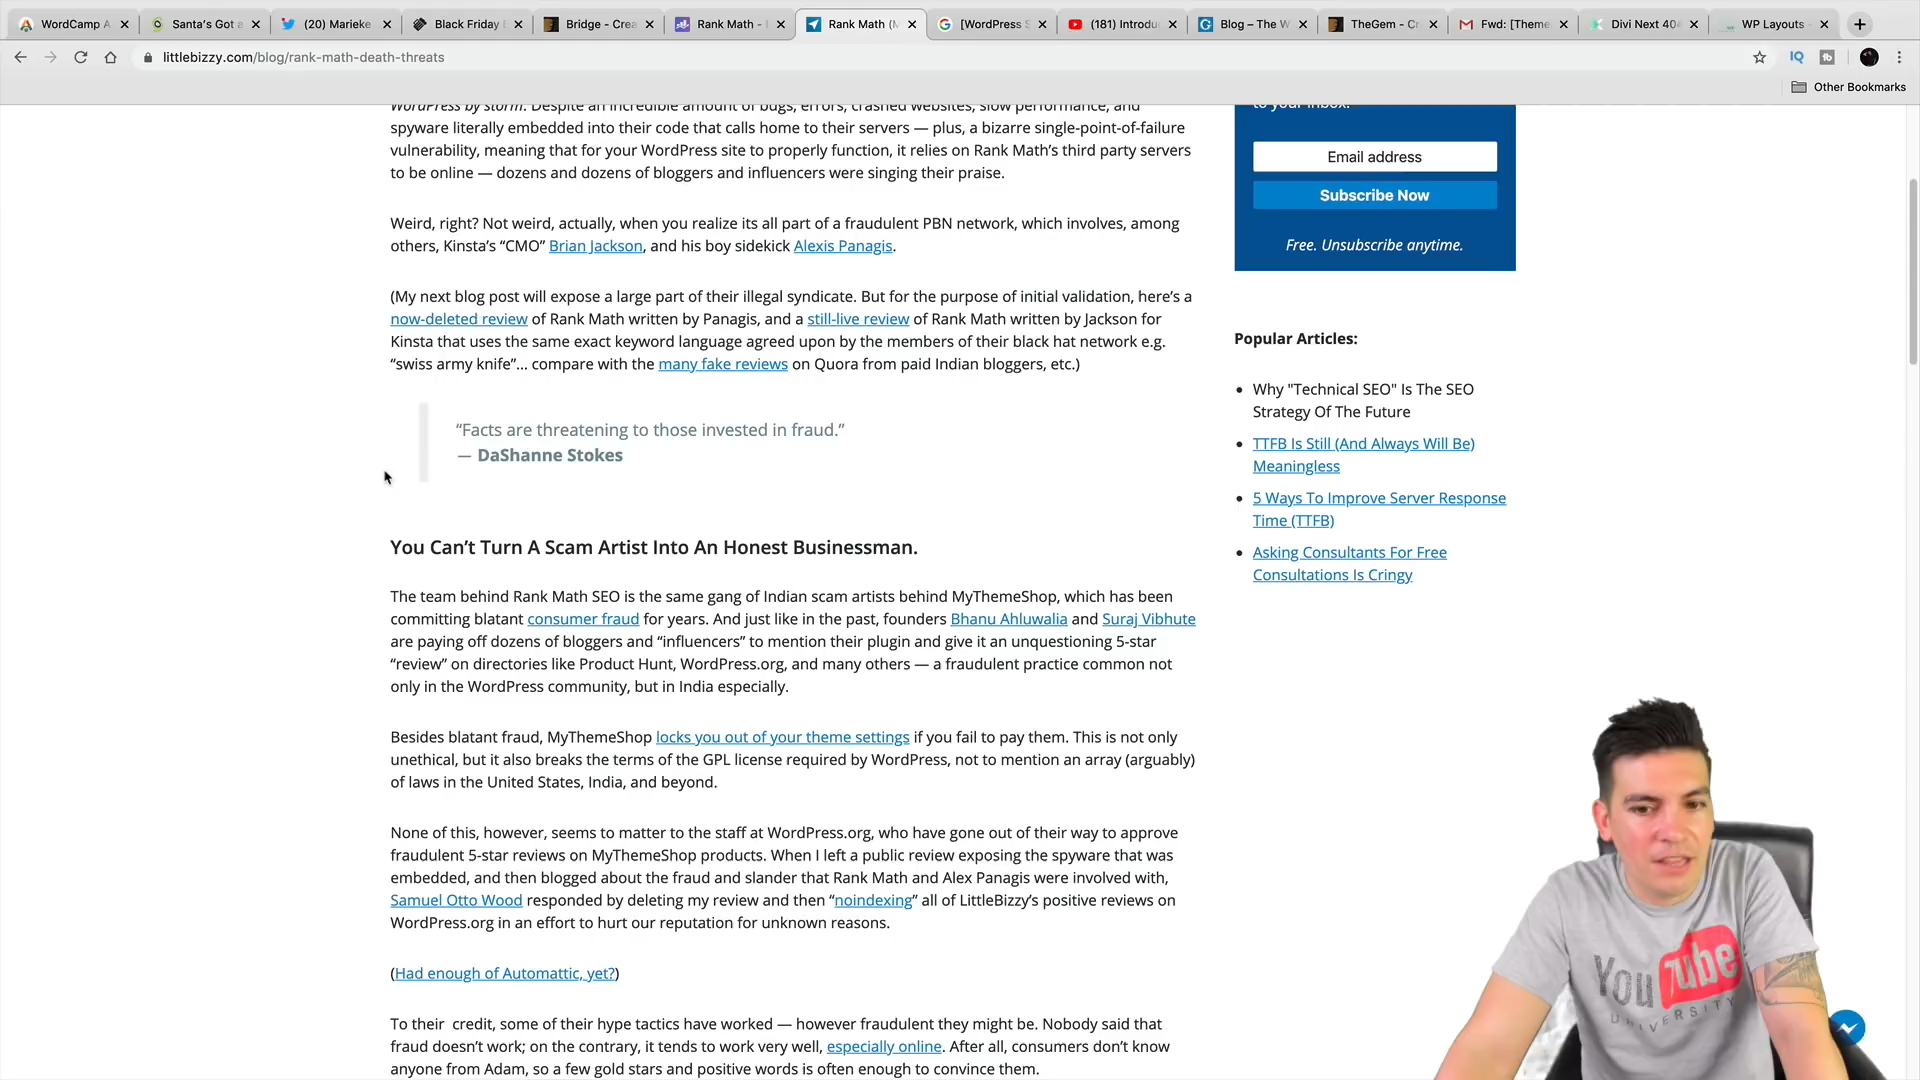 WordCamp A
Santa's Got a
(20) Marieke
Black Friday E
Bridge - Crea
Rank Math -
Rank Math (M
[WordPress S
(181) Introdu
Blog – The W
TheGem - Cr
Fwd: [Theme
Divi Next 404
WP Layouts
littlebizzy.com/blog/rank-math-death-threats
Other Bookmarks
WordPress by storm. Despite an incredible amount of bugs, errors, crashed websites, slow performance, and
spyware literally embedded into their code that calls home to their servers — plus, a bizarre single-point-of-failure
vulnerability, meaning that for your WordPress site to properly function, it relies on Rank Math's third party servers
to be online — dozens and dozens of bloggers and influencers were singing their praise.
Weird, right? Not weird, actually, when you realize its all part of a fraudulent PBN network, which involves, among
others, Kinsta's “CMO” Brian Jackson, and his boy sidekick Alexis Panagis.
(My next blog post will expose a large part of their illegal syndicate. But for the purpose of initial validation, here's a
now-deleted review of Rank Math written by Panagis, and a still-live review of Rank Math written by Jackson for
Kinsta that uses the same exact keyword language agreed upon by the members of their black hat network e.g.
“swiss army knife”... compare with the many fake reviews on Quora from paid Indian bloggers, etc.)
“Facts are threatening to those invested in fraud.”
— DaShanne Stokes
You Can't Turn A Scam Artist Into An Honest Businessman.
The team behind Rank Math SEO is the same gang of Indian scam artists behind MyThemeShop, which has been
committing blatant consumer fraud for years. And just like in the past, founders Bhanu Ahluwalia and Suraj Vibhute
are paying off dozens of bloggers and “influencers” to mention their plugin and give it an unquestioning 5-star
“review” on directories like Product Hunt, WordPress.org, and many others — a fraudulent practice common not
only in the WordPress community, but in India especially.
Besides blatant fraud, MyThemeShop locks you out of your theme settings if you fail to pay them. This is not only
unethical, but it also breaks the terms of the GPL license required by WordPress, not to mention an array (arguably)
of laws in the United States, India, and beyond.
None of this, however, seems to matter to the staff at WordPress.org, who have gone out of their way to approve
fraudulent 5-star reviews on MyThemeShop products. When I left a public review exposing the spyware that was
embedded, and then blogged about the fraud and slander that Rank Math and Alex Panagis were involved with,
Samuel Otto Wood responded by deleting my review and then “noindexing” all of LittleBizzy's positive reviews on
WordPress.org in an effort to hurt our reputation for unknown reasons.
(Had enough of Automattic, yet?)
To their credit, some of their hype tactics have worked — however fraudulent they might be. Nobody said that
fraud doesn't work; on the contrary, it tends to work very well, especially online. After all, consumers don't know
anyone from Adam, so a few gold stars and positive words is often enough to convince them.
to your inbox.
Email address
Subscribe Now
Free. Unsubscribe anytime.
Popular Articles:
Why "Technical SEO" Is The SEO
Strategy Of The Future
TTFB Is Still (And Always Will Be)
Meaningless
5 Ways To Improve Server Response
Time (TTFB)
Asking Consultants For Free
Consultations Is Cringy
You Tube
UNIVERSITY